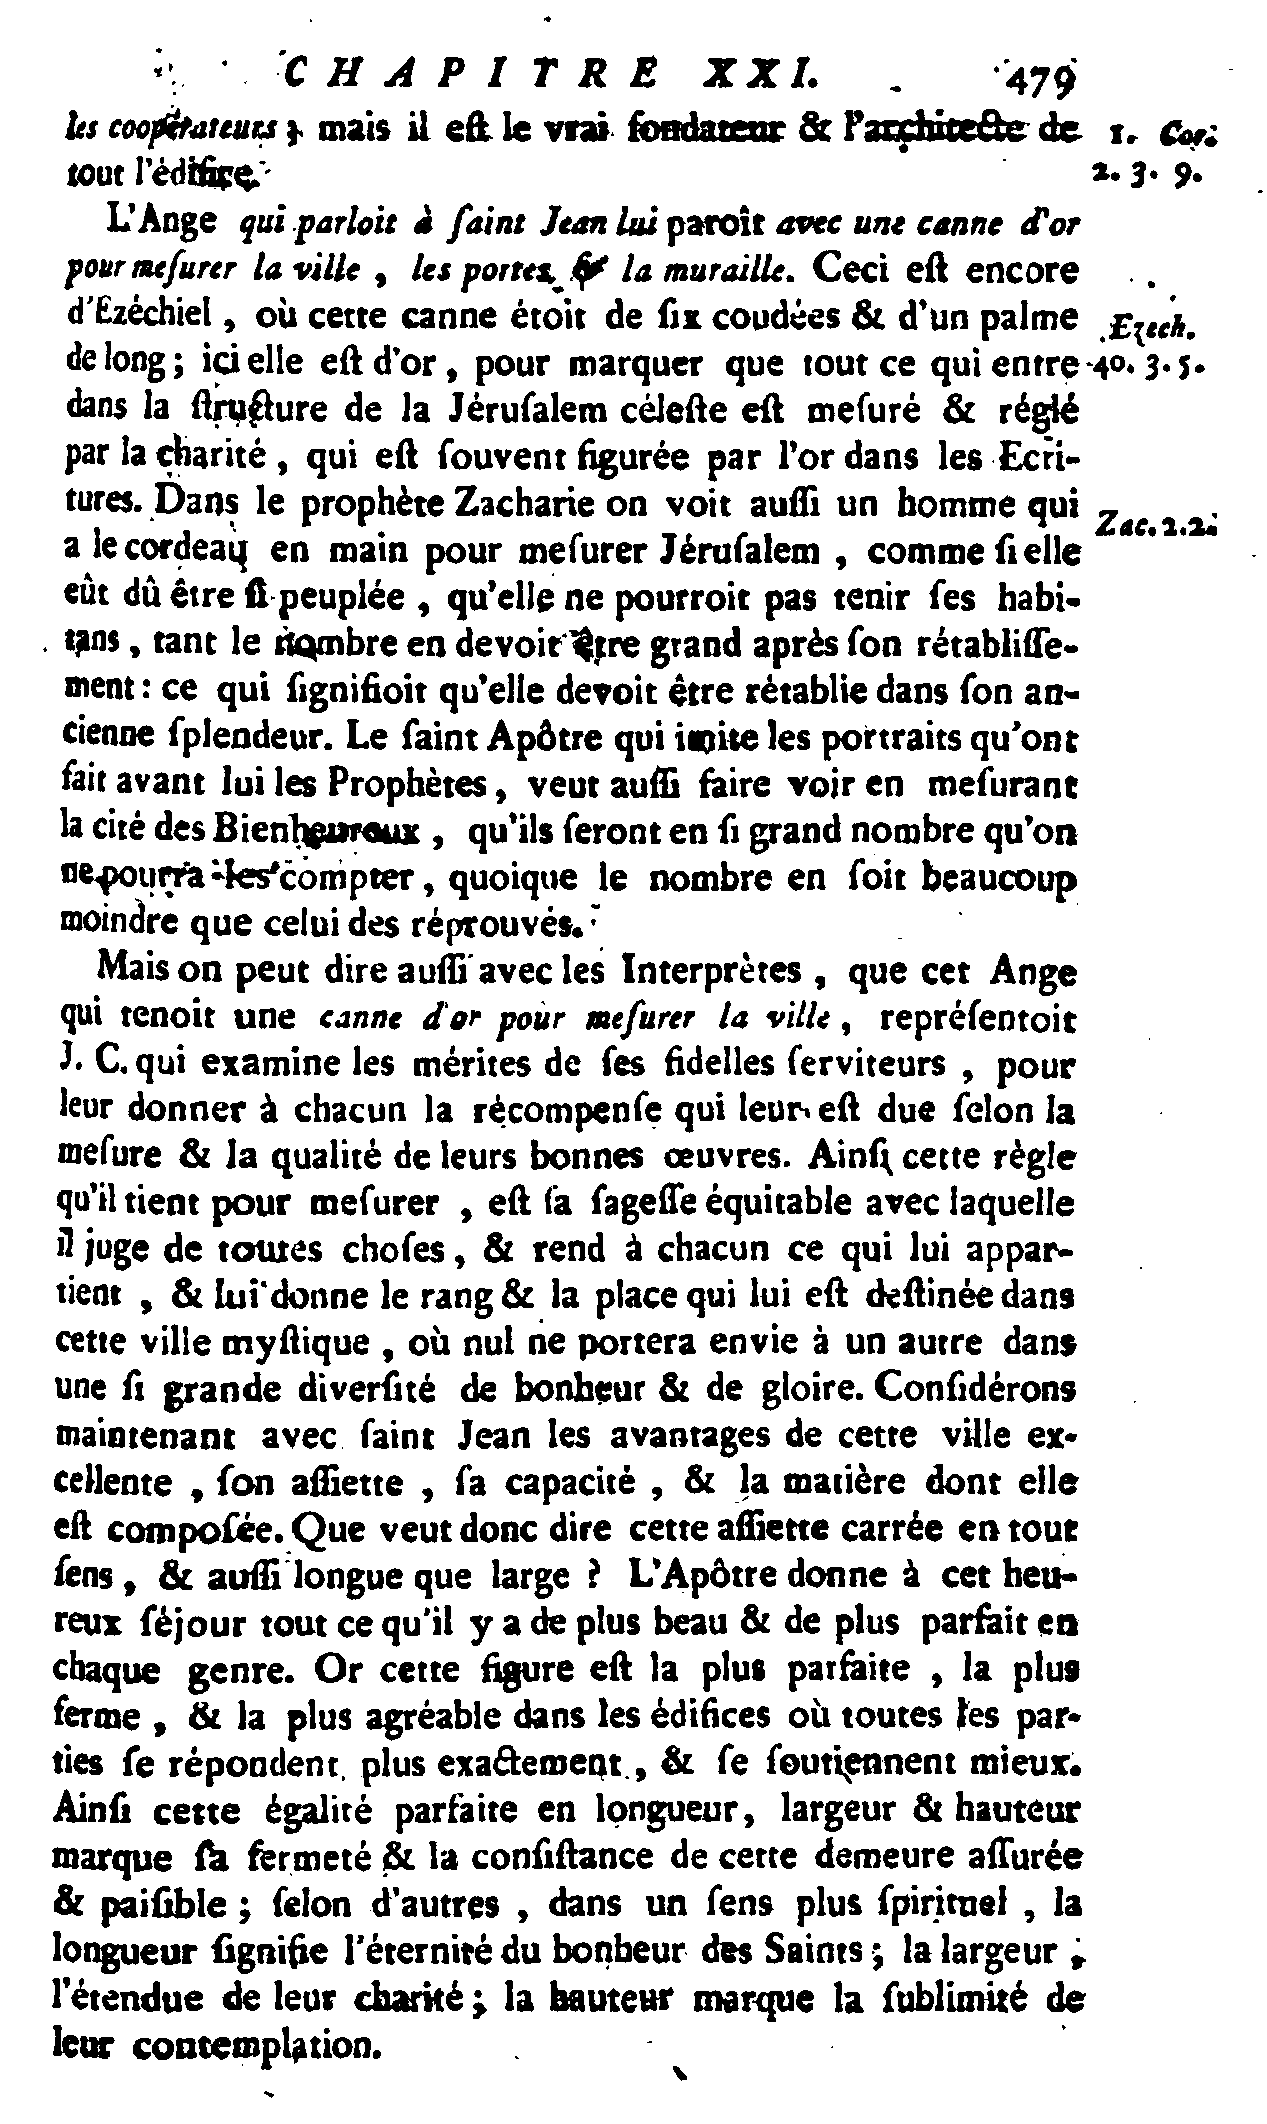 CHAPITRE XXI. 479
les coopérateurs ; mais il eſt le vrai fondateur & l'architecte de
1. Cor.
tout l'édifice.
2. 3. 9.
L'Ange qui parloit à ſaint Jean lui paroît avec une canne d'or
pour meſurer la ville , les portes & la muraille. Ceci eſt encore
d'Ezéchiel , où cette canne étoit de ſix coudées & d'un palme
Ezech.
de long ; ici elle eſt d'or , pour marquer que tout ce qui entre
40. 3. 5.
dans la ſtructure de la Jéruſalem céleſte eſt meſuré & réglé
par la charité , qui eſt ſouvent figurée par l'or dans les Ecri-
tures. Dans le prophète Zacharie on voit auſſi un homme qui
Zac. 2. 2.
a le cordeau en main pour meſurer Jéruſalem , comme ſi elle
eût dû être ſi peuplée , qu'elle ne pourroit pas tenir ſes habi-
tans , tant le nombre en devoit être grand après ſon rétabliſſe-
ment : ce qui ſignifioit qu'elle devoit être rétablie dans ſon an-
cienne ſplendeur. Le ſaint Apôtre qui imite les portraits qu'ont
fait avant lui les Prophètes , veut auſſi faire voir en meſurant
la cité des Bienheureux , qu'ils ſeront en ſi grand nombre qu'on
ne pourra les compter , quoique le nombre en ſoit beaucoup
moindre que celui des réprouvés.
Mais on peut dire auſſi avec les Interprètes , que cet Ange
qui tenoit une canne d'or pour meſurer la ville , repréſentoit
J. C. qui examine les mérites de ſes fidelles ſerviteurs , pour
leur donner à chacun la récompenſe qui leur eſt due ſelon la
meſure & la qualité de leurs bonnes œuvres. Ainſi cette règle
qu'il tient pour meſurer , eſt ſa ſageſſe équitable avec laquelle
il juge de toutes choſes , & rend à chacun ce qui lui appar-
tient , & lui donne le rang & la place qui lui eſt deſtinée dans
cette ville myſtique , où nul ne portera envie à un autre dans
une ſi grande diverſité de bonheur & de gloire. Conſidérons
maintenant avec ſaint Jean les avantages de cette ville ex-
cellente , ſon aſſiette , ſa capacité , & la matière dont elle
eſt compoſée. Que veut donc dire cette aſſiette carrée en tout
ſens , & auſſi longue que large ? L'Apôtre donne à cet heu-
reux ſéjour tout ce qu'il y a de plus beau & de plus parfait en
chaque genre. Or cette figure eſt la plus parfaite , la plus
ferme , & la plus agréable dans les édifices où toutes les par-
ties ſe répondent plus exactement , & ſe ſoutiennent mieux.
Ainſi cette égalité parfaite en longueur , largeur & hauteur
marque ſa fermeté & la conſiſtance de cette demeure aſſurée
& paiſible ; ſelon d'autres , dans un ſens plus ſpirituel , la
longueur ſignifie l'éternité du bonheur des Saints ; la largeur ;
l'étendue de leur charité ; la hauteur marque la ſublimité de
leur contemplation.